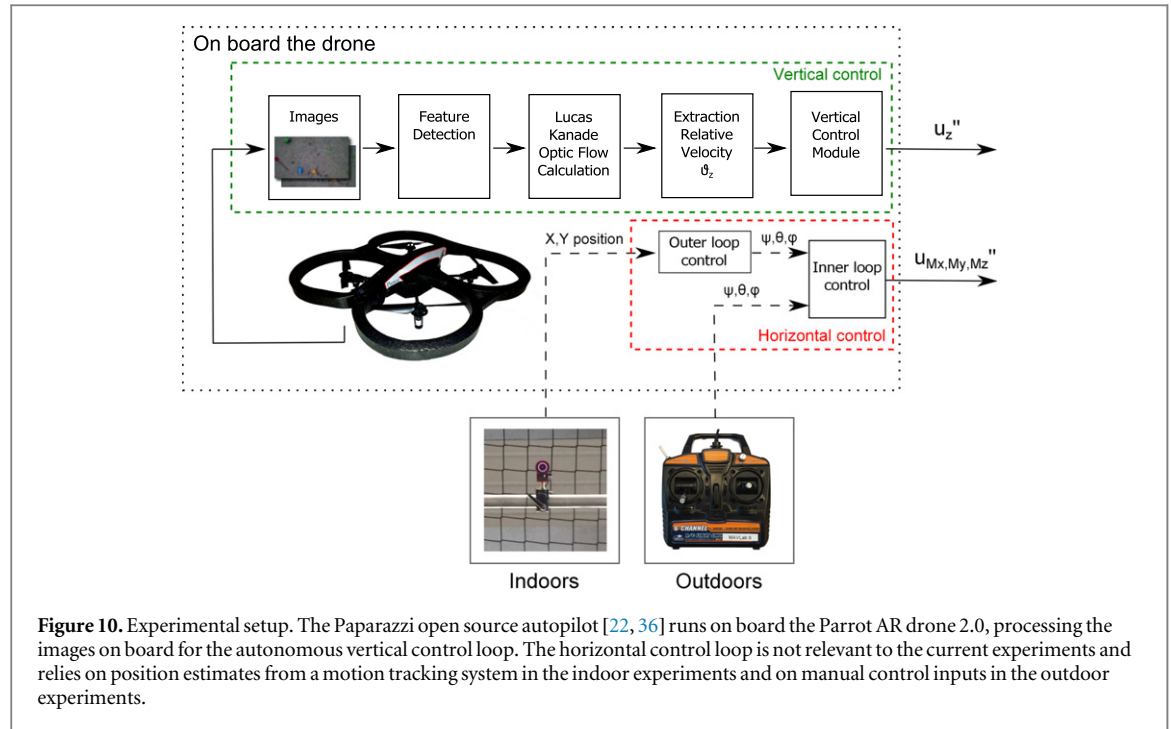 On board the drone
Vertical control
Images
Feature
Detection
Lucas
Kanade
Optic Flow
Calculation
Extraction
Relative
Velocity
ϑz
Vertical
Control
Module
uz''
X,Y position
Outer loop
control
ψ,θ,φ
Inner loop
control
uMx,My,Mz''
ψ,θ,φ
Horizontal control
CHANNEL
Indoors
Outdoors
Figure 10. Experimental setup. The Paparazzi open source autopilot [22, 36] runs on board the Parrot AR drone 2.0, processing the
images on board for the autonomous vertical control loop. The horizontal control loop is not relevant to the current experiments and
relies on position estimates from a motion tracking system in the indoor experiments and on manual control inputs in the outdoor
experiments.